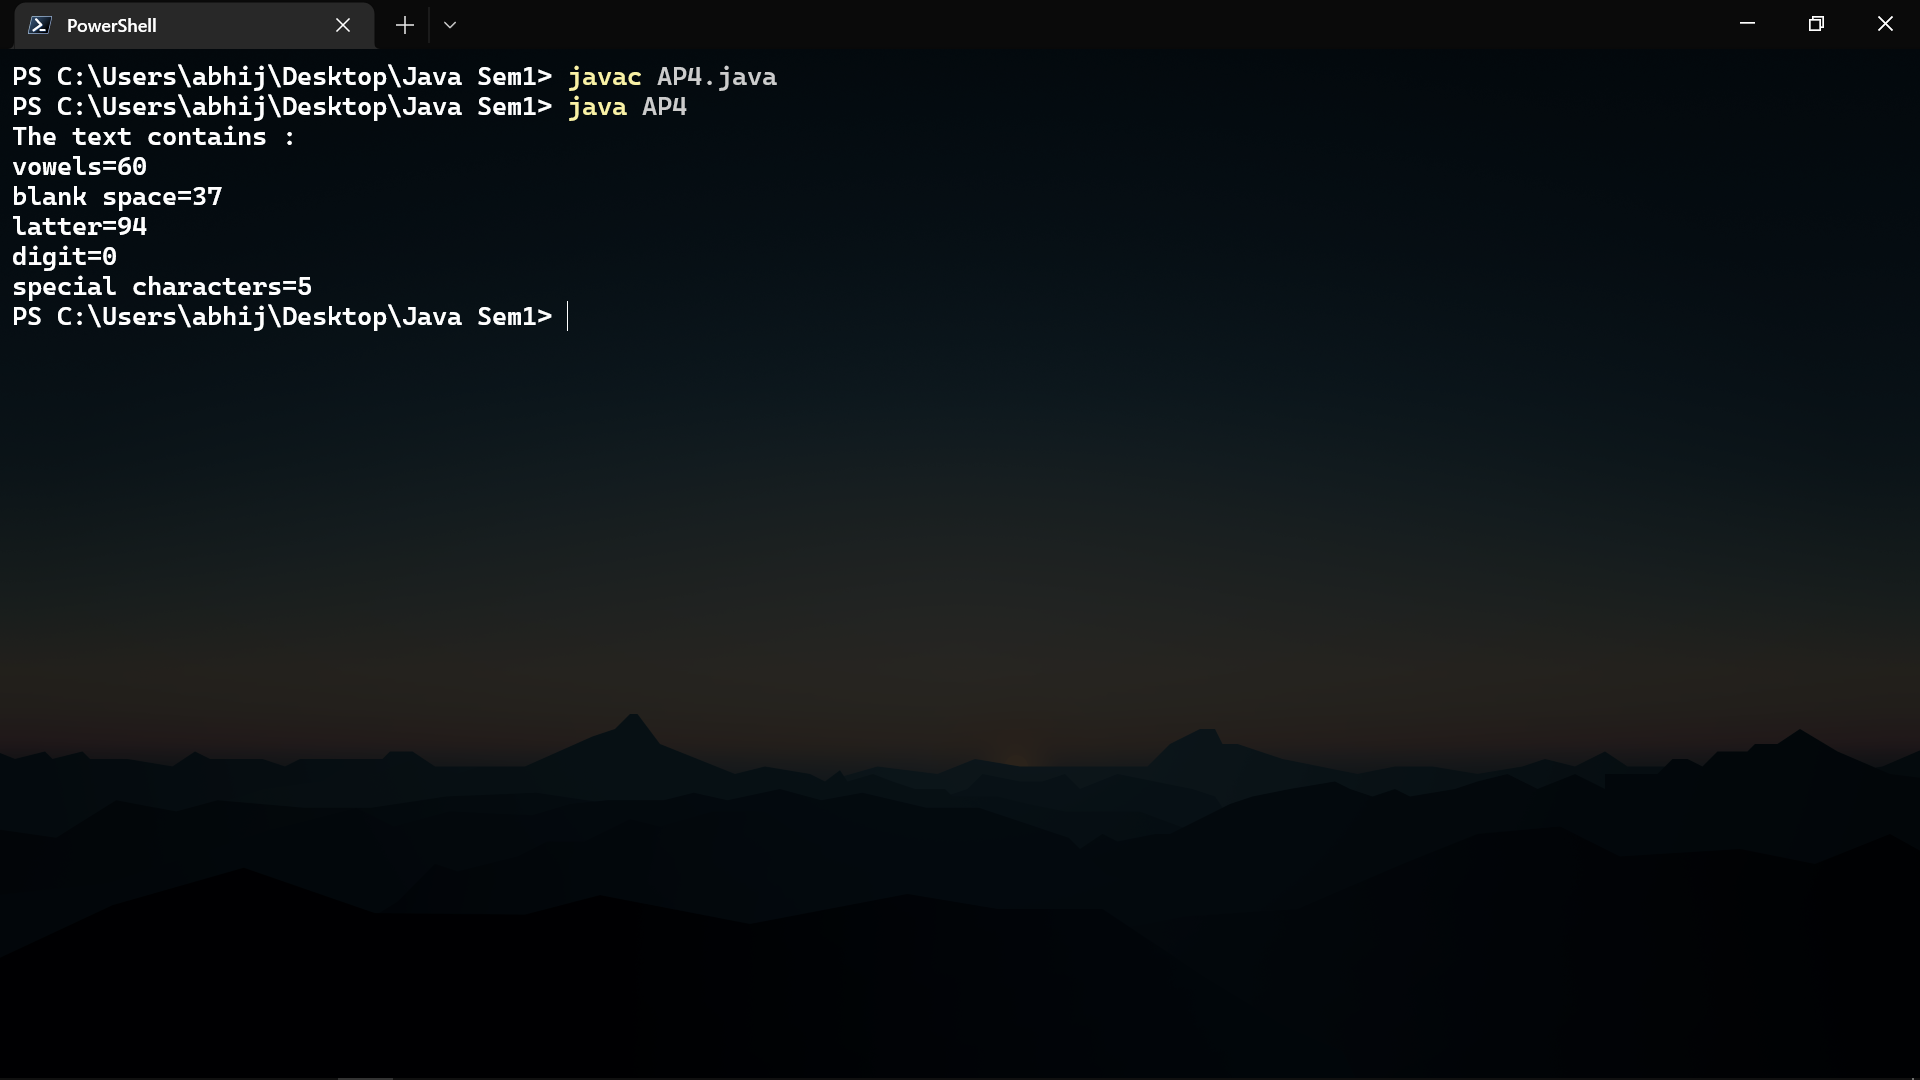 PowerShell
PS C:\Users\abhij\Desktop\Java Sem1> javac AP4.java
PS C:\Users\abhij\Desktop\Java Sem1> java AP4
The text contains :
vowels=60
blank space=37
latter=94
digit=0
special characters=5
PS C:\Users\abhij\Desktop\Java Sem1>